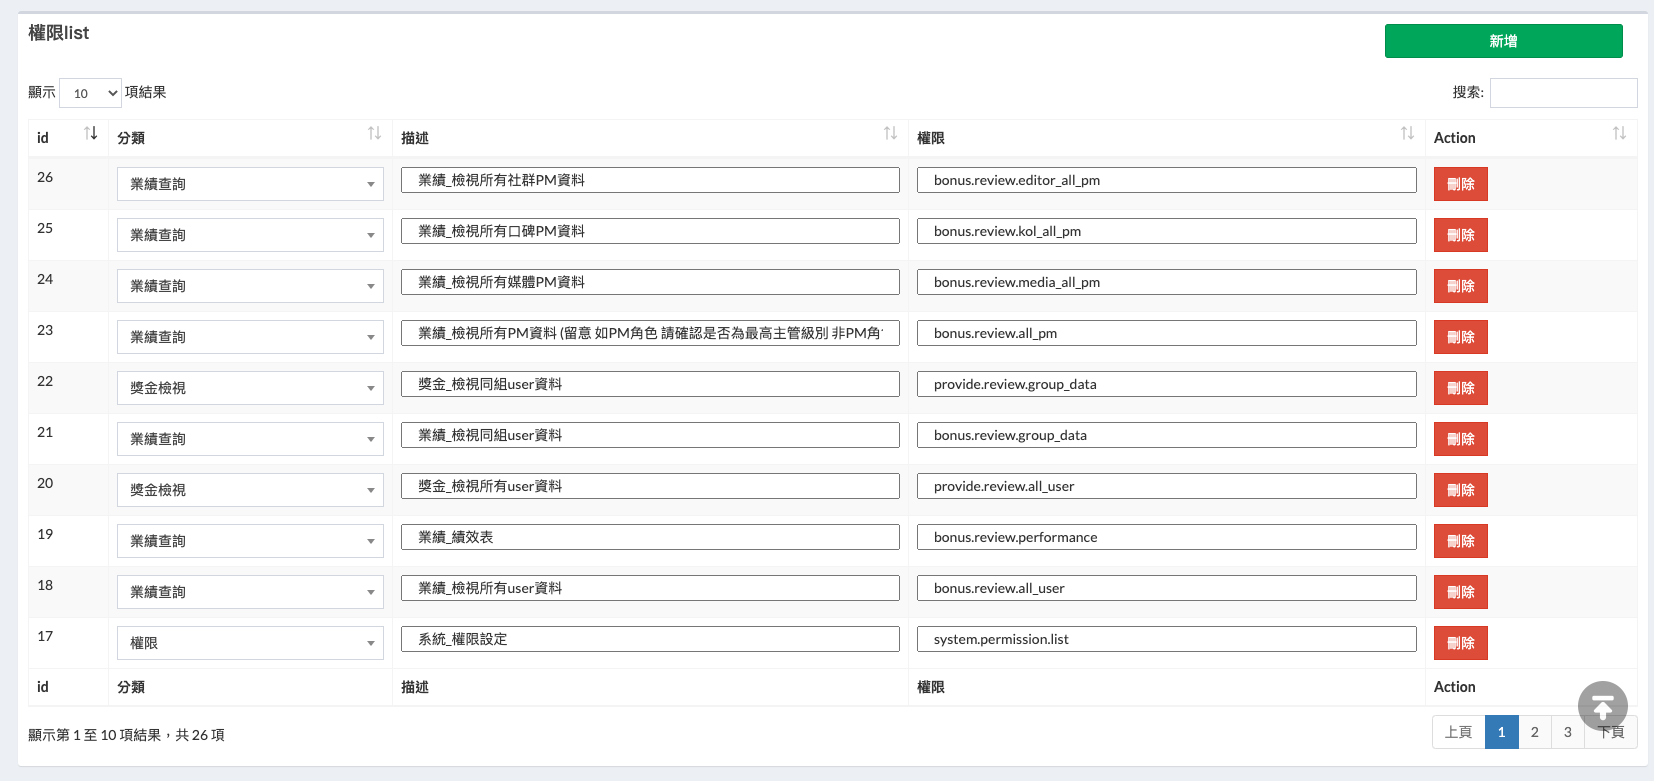 權限list
新增
顯示 10 項結果
搜索:
id 分類 描述 權限 Action
26 業績查詢 業績_檢視所有社群PM資料 bonus.review.editor_all_pm 刪除
25 業績查詢 業績_檢視所有口碑PM資料 bonus.review.kol_all_pm 刪除
24 業績查詢 業績_檢視所有媒體PM資料 bonus.review.media_all_pm 刪除
23 業績查詢 業績_檢視所有PM資料 (留意 如PM角色 請確認是否為最高主管級別 非PM角 bonus.review.all_pm 刪除
22 獎金檢視 獎金_檢視同組user資料 provide.review.group_data 刪除
21 業績查詢 業績_檢視同組user資料 bonus.review.group_data 刪除
20 獎金檢視 獎金_檢視所有user資料 provide.review.all_user 刪除
19 業績查詢 業績_績效表 bonus.review.performance 刪除
18 業績查詢 業績_檢視所有user資料 bonus.review.all_user 刪除
17 權限 系統_權限設定 system.permission.list 刪除
id 分類 描述 權限 Action
顯示第 1 至 10 項結果，共 26 項
上頁 1 2 3 下頁